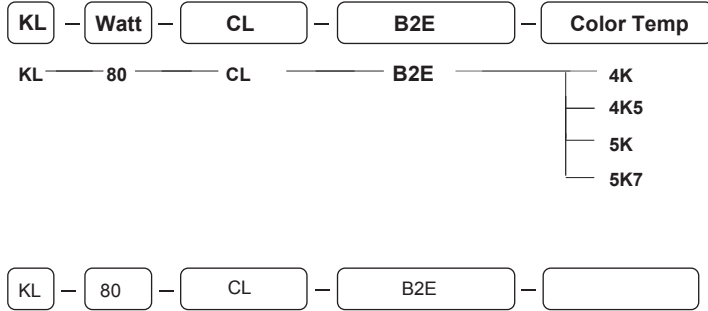 KL – Watt – CL – B2E – Color Temp
KL 80 CL B2E 4K
4K5
5K
5K7
KL – 80 – CL – B2E –